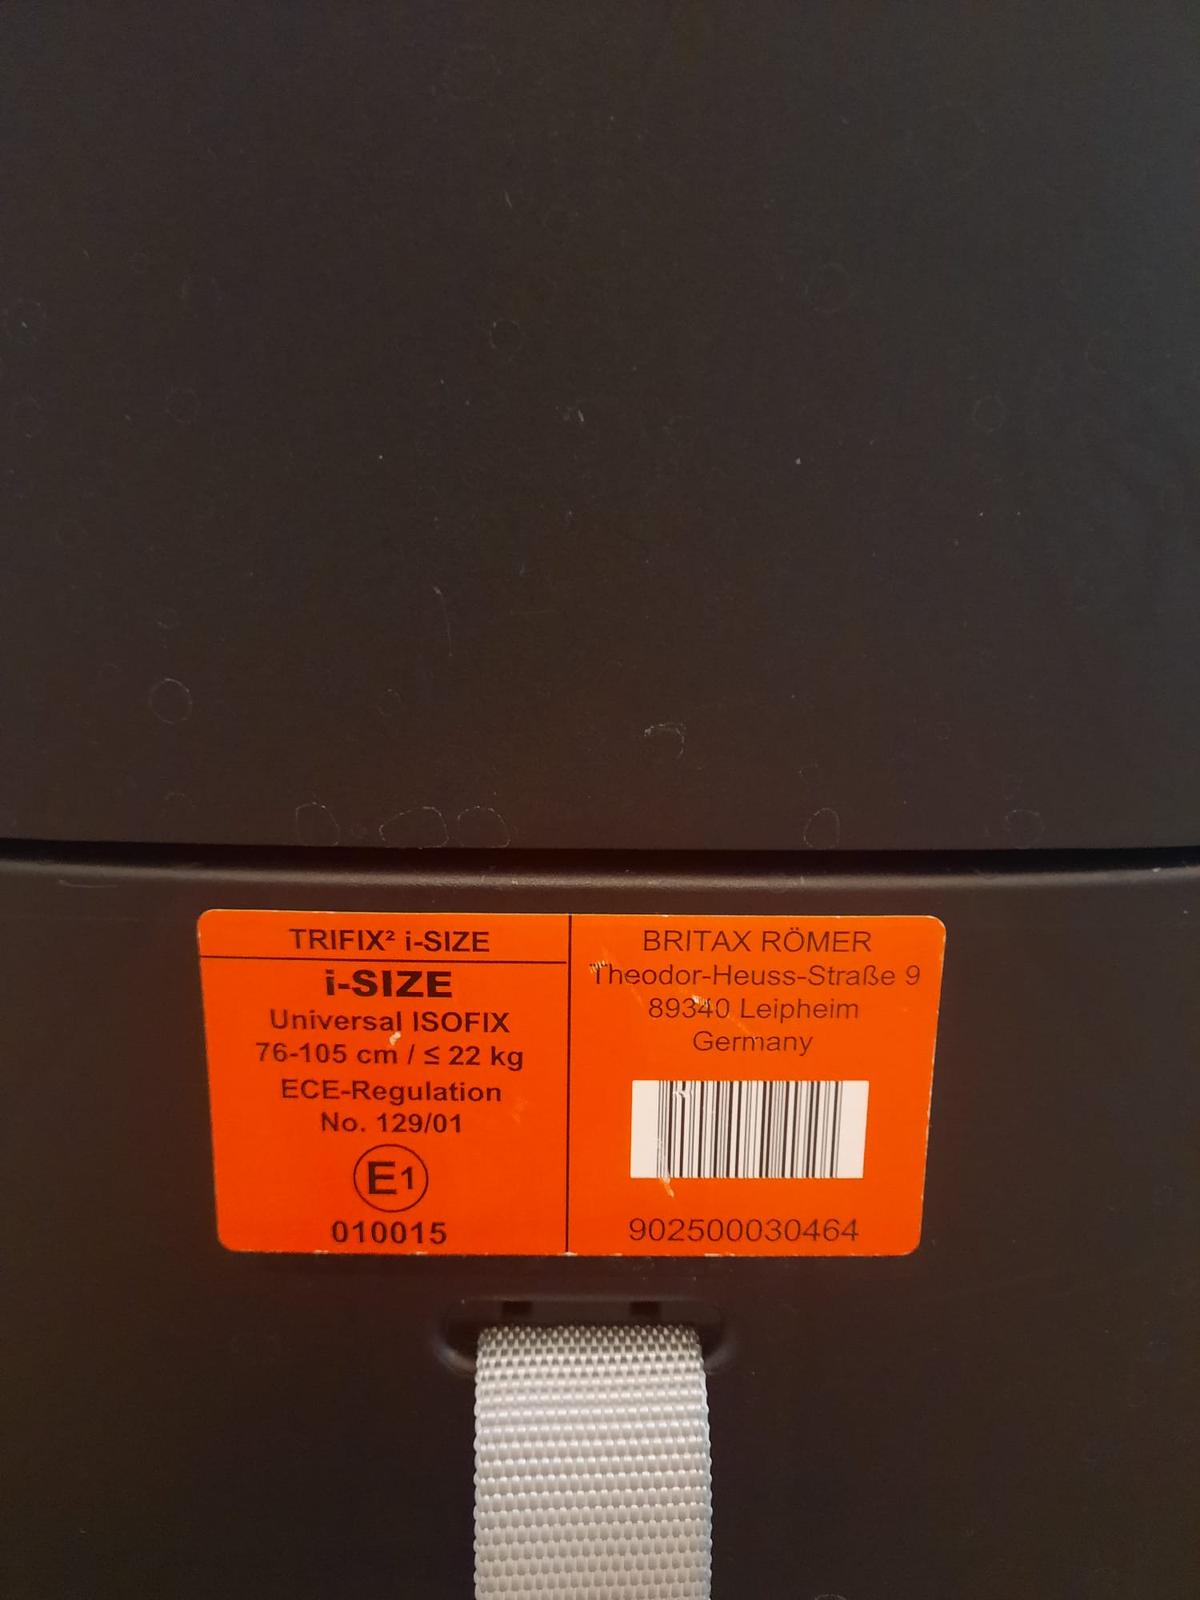 TRIFIX² i-SIZE
i-SIZE
Universal ISOFIX
76-105 cm / ≤ 22 kg
ECE-Regulation
No. 129/01
E1
010015
BRITAX RÖMER
Theodor-Heuss-Straße 9
89340 Leipheim
Germany
902500030464